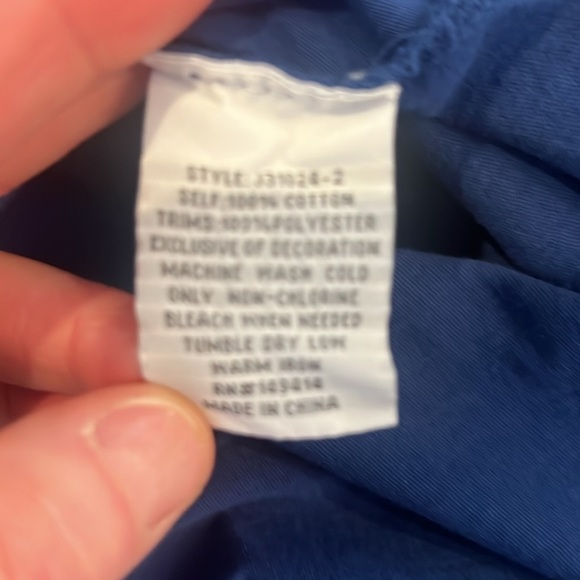 STYLE: J31024-2
SELF:100% COTTON
TRIMS:100%POLYESTER
EXCLUSIVE OF DECORATION
MACHINE WASH COLD
ONLY NON-CHLORINE
BLEACH WHEN NEEDED
TUMBLE DRY LOW
WARM IRON
RN#145414
MADE IN CHINA